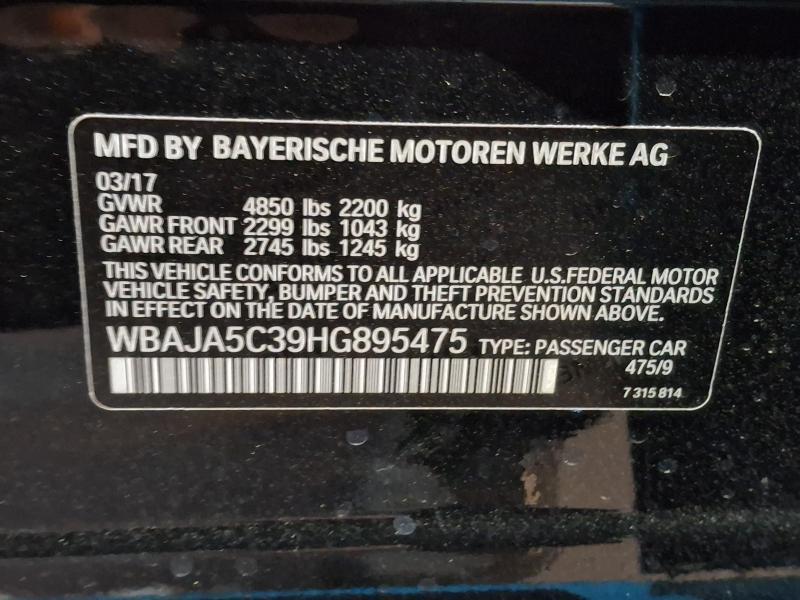 MFD BY BAYERISCHE MOTOREN WERKE AG
03/17
GVWR 4850 lbs 2200 kg
GAWR FRONT 2299 lbs 1043 kg
GAWR REAR 2745 lbs 1245 kg
THIS VEHICLE CONFORMS TO ALL APPLICABLE U.S.FEDERAL MOTOR
VEHICLE SAFETY, BUMPER AND THEFT PREVENTION STANDARDS
IN EFFECT ON THE DATE OF MANUFACTURE SHOWN ABOVE.
WBAJA5C39HG895475 TYPE: PASSENGER CAR
475/9
7 315 814